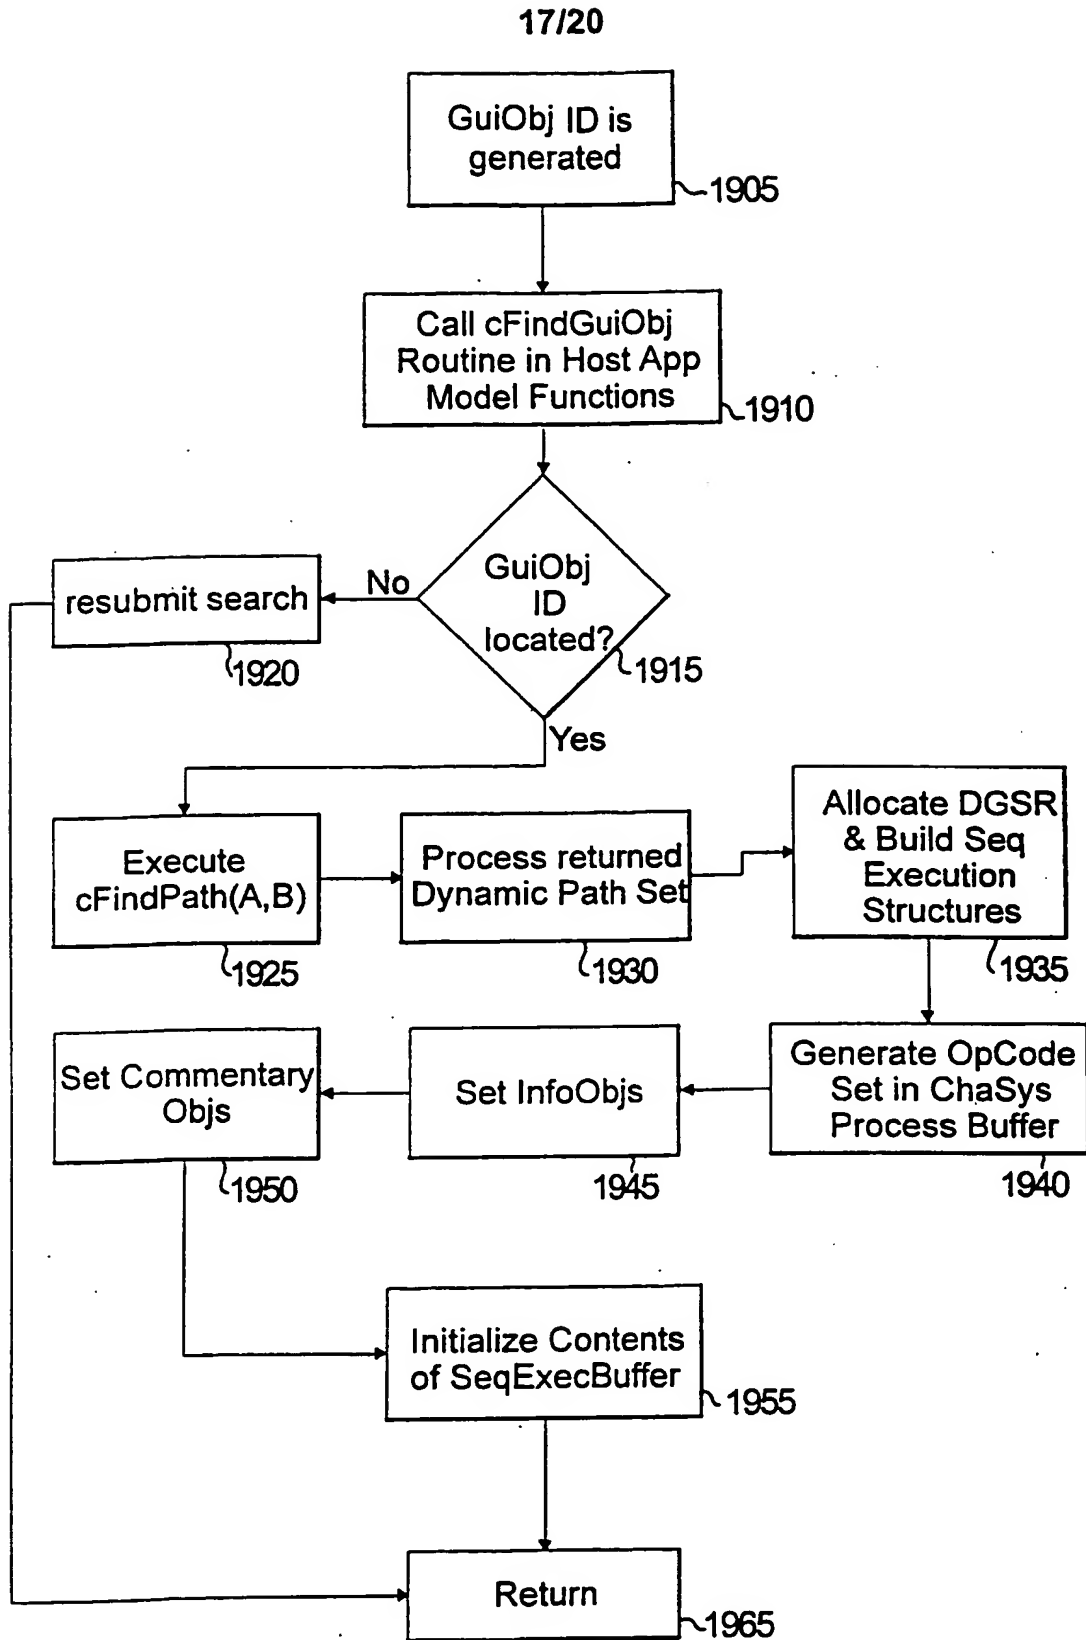 17/20
GuiObj ID is
generated
1905
Call cFindGuiObj
Routine in Host App
Model Functions
1910
GuiObj
ID
located?
1915
No
resubmit search
1920
Yes
Execute
cFindPath(A,B)
1925
Process returned
Dynamic Path Set
1930
Allocate DGSR
& Build Seq
Execution
Structures
1935
Generate OpCode
Set in ChaSys
Process Buffer
1940
Set InfoObjs
1945
Set Commentary
Objs
1950
Initialize Contents
of SeqExecBuffer
1955
Return
1965